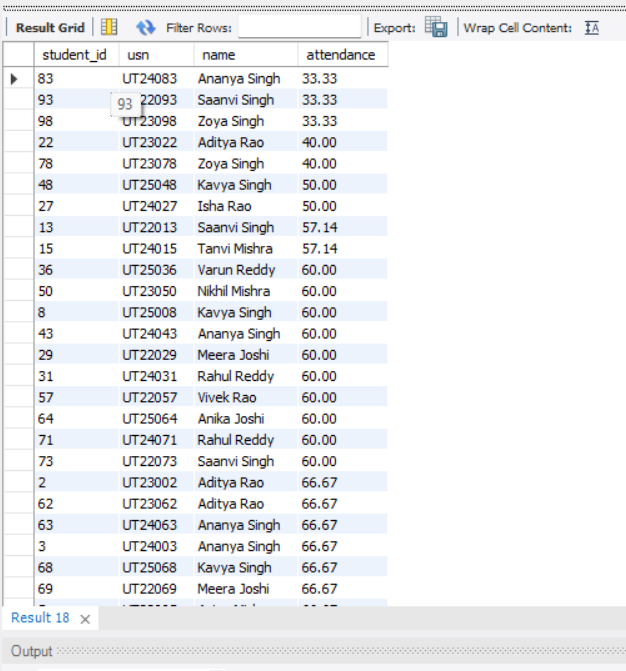 Result Grid Filter Rows: Export: Wrap Cell Content: IA
student_id usn name attendance
83 UT24083 Ananya Singh 33.33
93 22093 Saanvi Singh 33.33
93
98 UT23098 Zoya Singh 33.33
22 UT23022 Aditya Rao 40.00
78 UT23078 Zoya Singh 40.00
48 UT25048 Kavya Singh 50.00
27 UT24027 Isha Rao 50.00
13 UT22013 Saanvi Singh 57.14
15 UT24015 Tanvi Mishra 57.14
36 UT25036 Varun Reddy 60.00
50 UT23050 Nikhil Mishra 60.00
8 UT25008 Kavya Singh 60.00
43 UT24043 Ananya Singh 60.00
29 UT22029 Meera Joshi 60.00
31 UT24031 Rahul Reddy 60.00
57 UT22057 Vivek Rao 60.00
64 UT25064 Anika Joshi 60.00
71 UT24071 Rahul Reddy 60.00
73 UT22073 Saanvi Singh 60.00
2 UT23002 Aditya Rao 66.67
62 UT23062 Aditya Rao 66.67
63 UT24063 Ananya Singh 66.67
3 UT24003 Ananya Singh 66.67
68 UT25068 Kavya Singh 66.67
69 UT22069 Meera Joshi 66.67
Result 18
Output